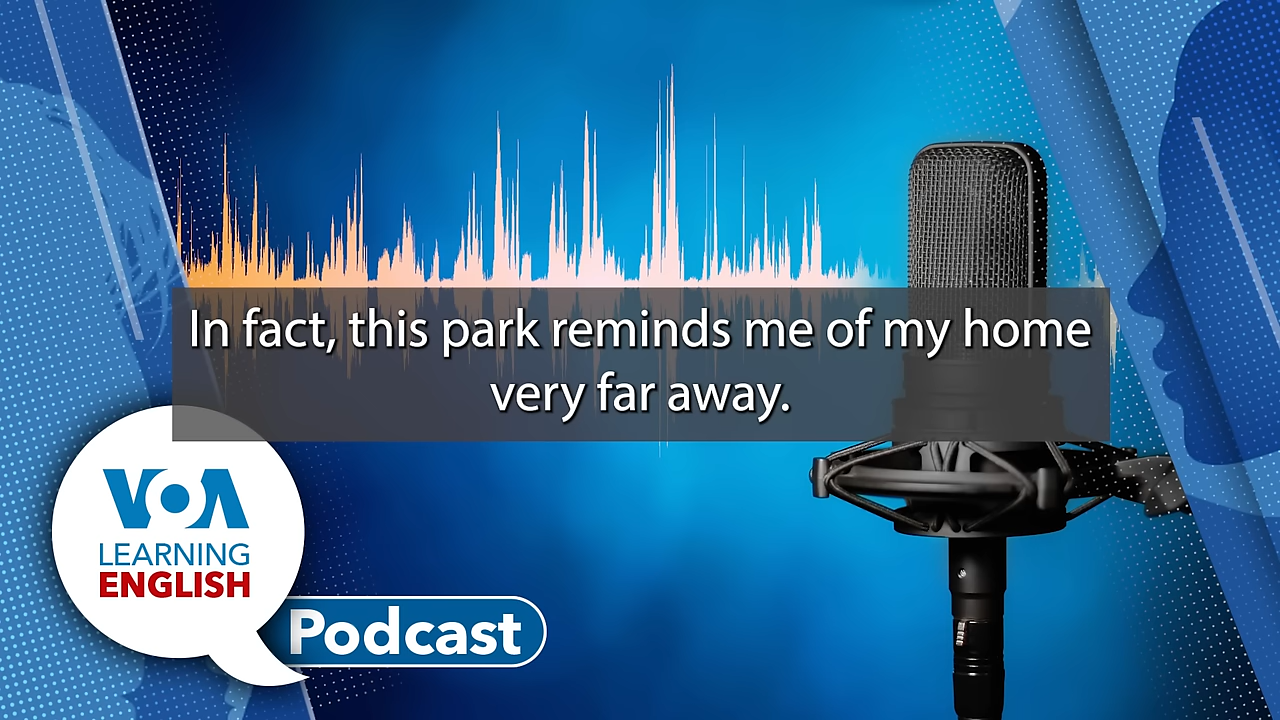 In fact, this park reminds me of my home
very far away.
VOA
LEARNING
ENGLISH
Podcast